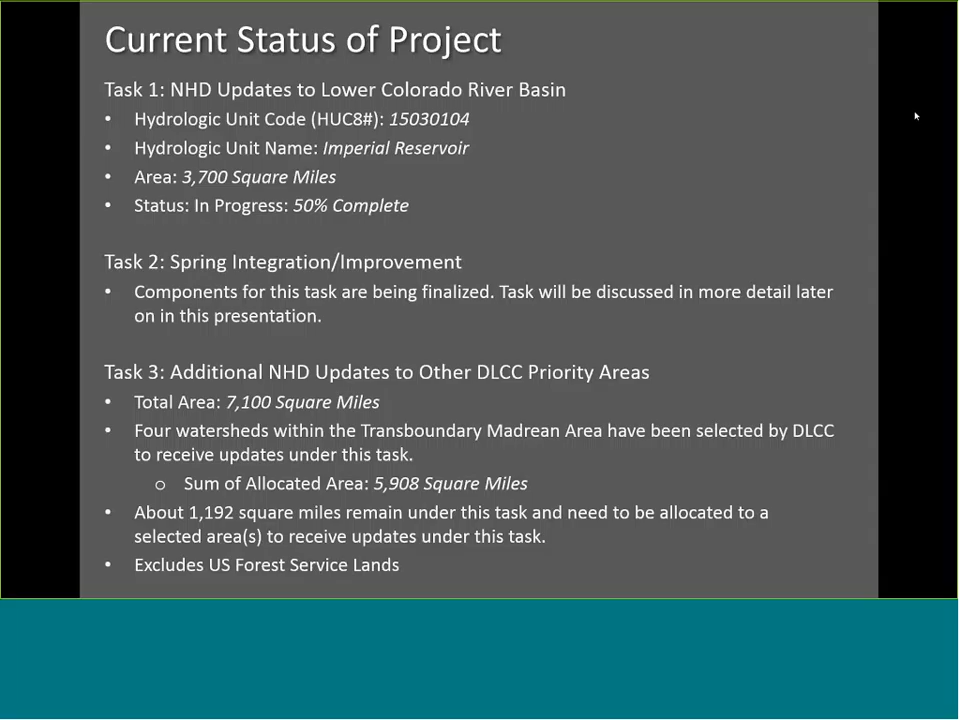 Current Status of Project
Task 1: NHD Updates to Lower Colorado River Basin
• Hydrologic Unit Code (HUC8#): 15030104
• Hydrologic Unit Name: Imperial Reservoir
• Area: 3,700 Square Miles
• Status: In Progress: 50% Complete
Task 2: Spring Integration/Improvement
• Components for this task are being finalized. Task will be discussed in more detail later
on in this presentation.
Task 3: Additional NHD Updates to Other DLCC Priority Areas
• Total Area: 7,100 Square Miles
• Four watersheds within the Transboundary Madrean Area have been selected by DLCC
to receive updates under this task.
o Sum of Allocated Area: 5,908 Square Miles
• About 1,192 square miles remain under this task and need to be allocated to a
selected area(s) to receive updates under this task.
• Excludes US Forest Service Lands